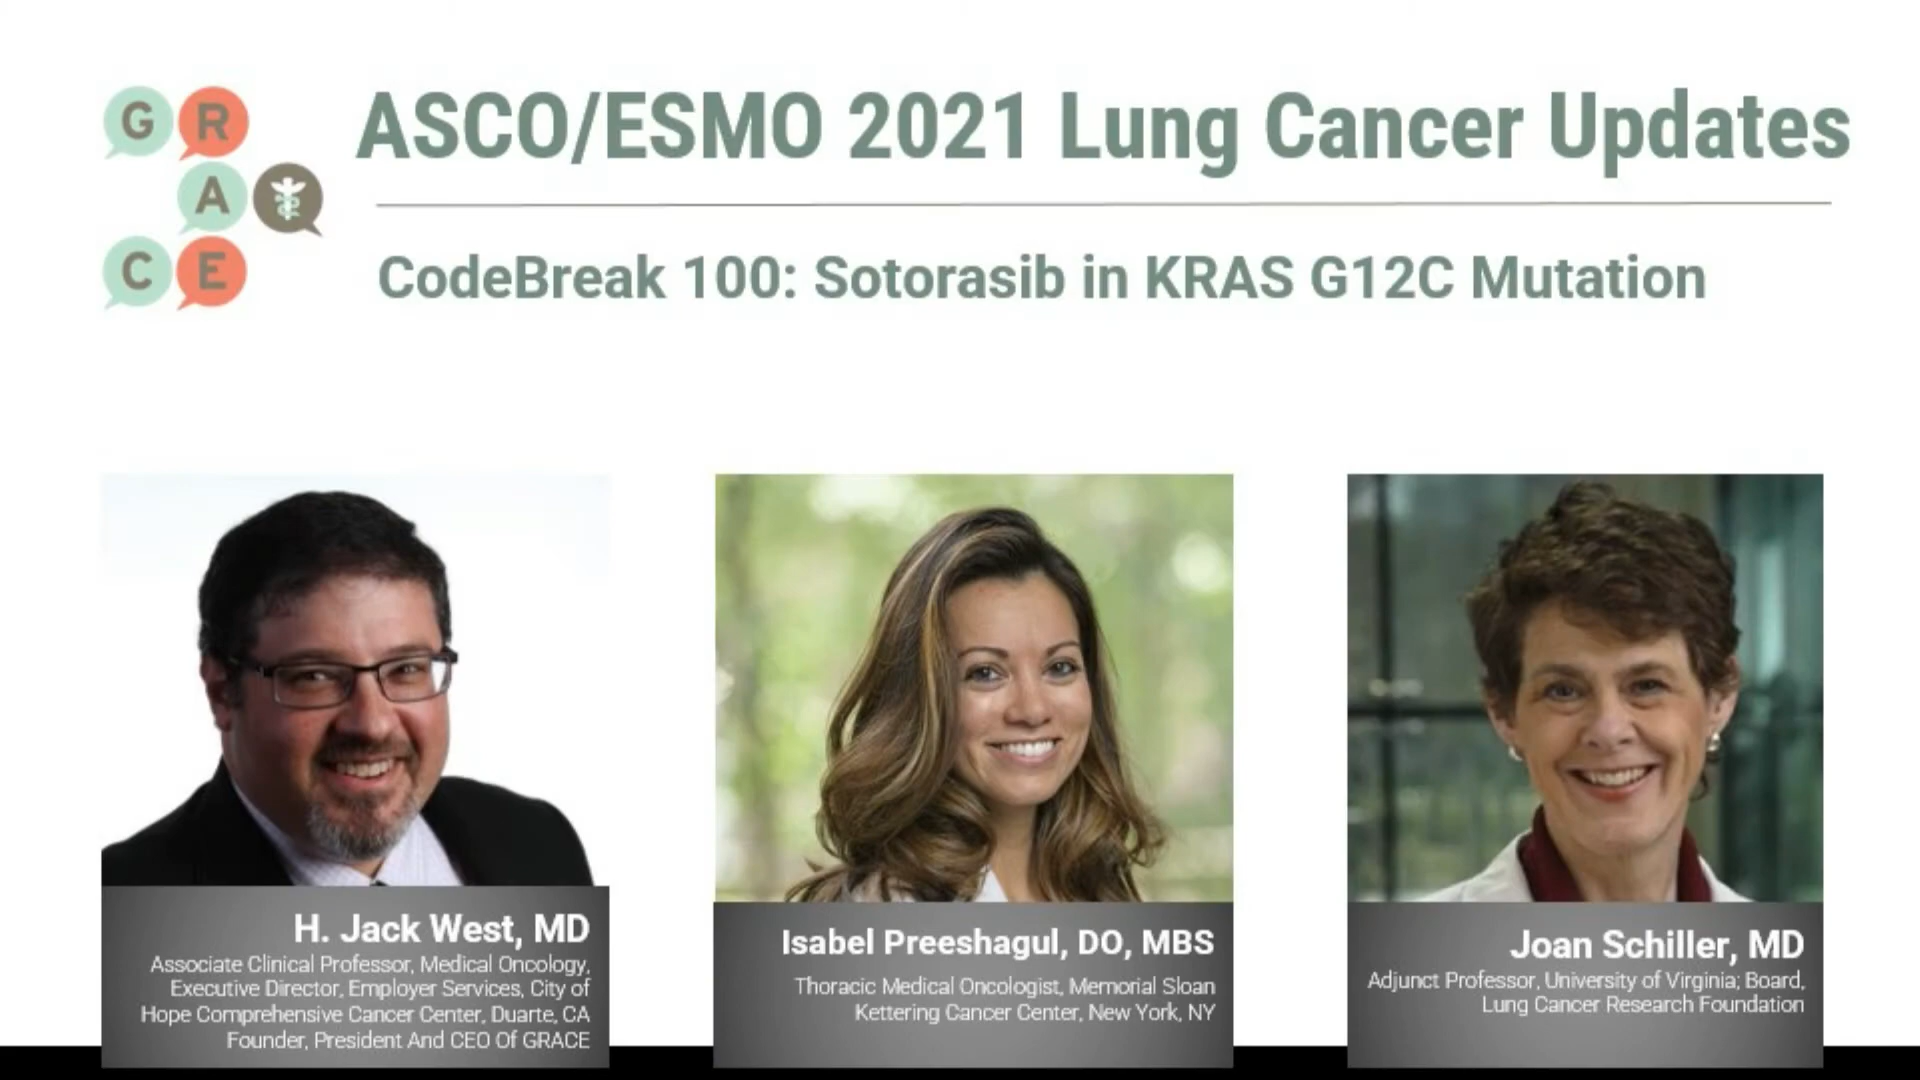 G R
A
C E
ASCO/ESMO 2021 Lung Cancer Updates
CodeBreak 100: Sotorasib in KRAS G12C Mutation
H. Jack West, MD
Associate Clinical Professor, Medical Oncology,
Executive Director, Employer Services, City of
Hope Comprehensive Cancer Center, Duarte, CA
Founder, President And CEO Of GRACE
Isabel Preeshagul, DO, MBS
Thoracic Medical Oncologist, Memorial Sloan
Kettering Cancer Center, New York, NY
Joan Schiller, MD
Adjunct Professor, University of Virginia; Board,
Lung Cancer Research Foundation